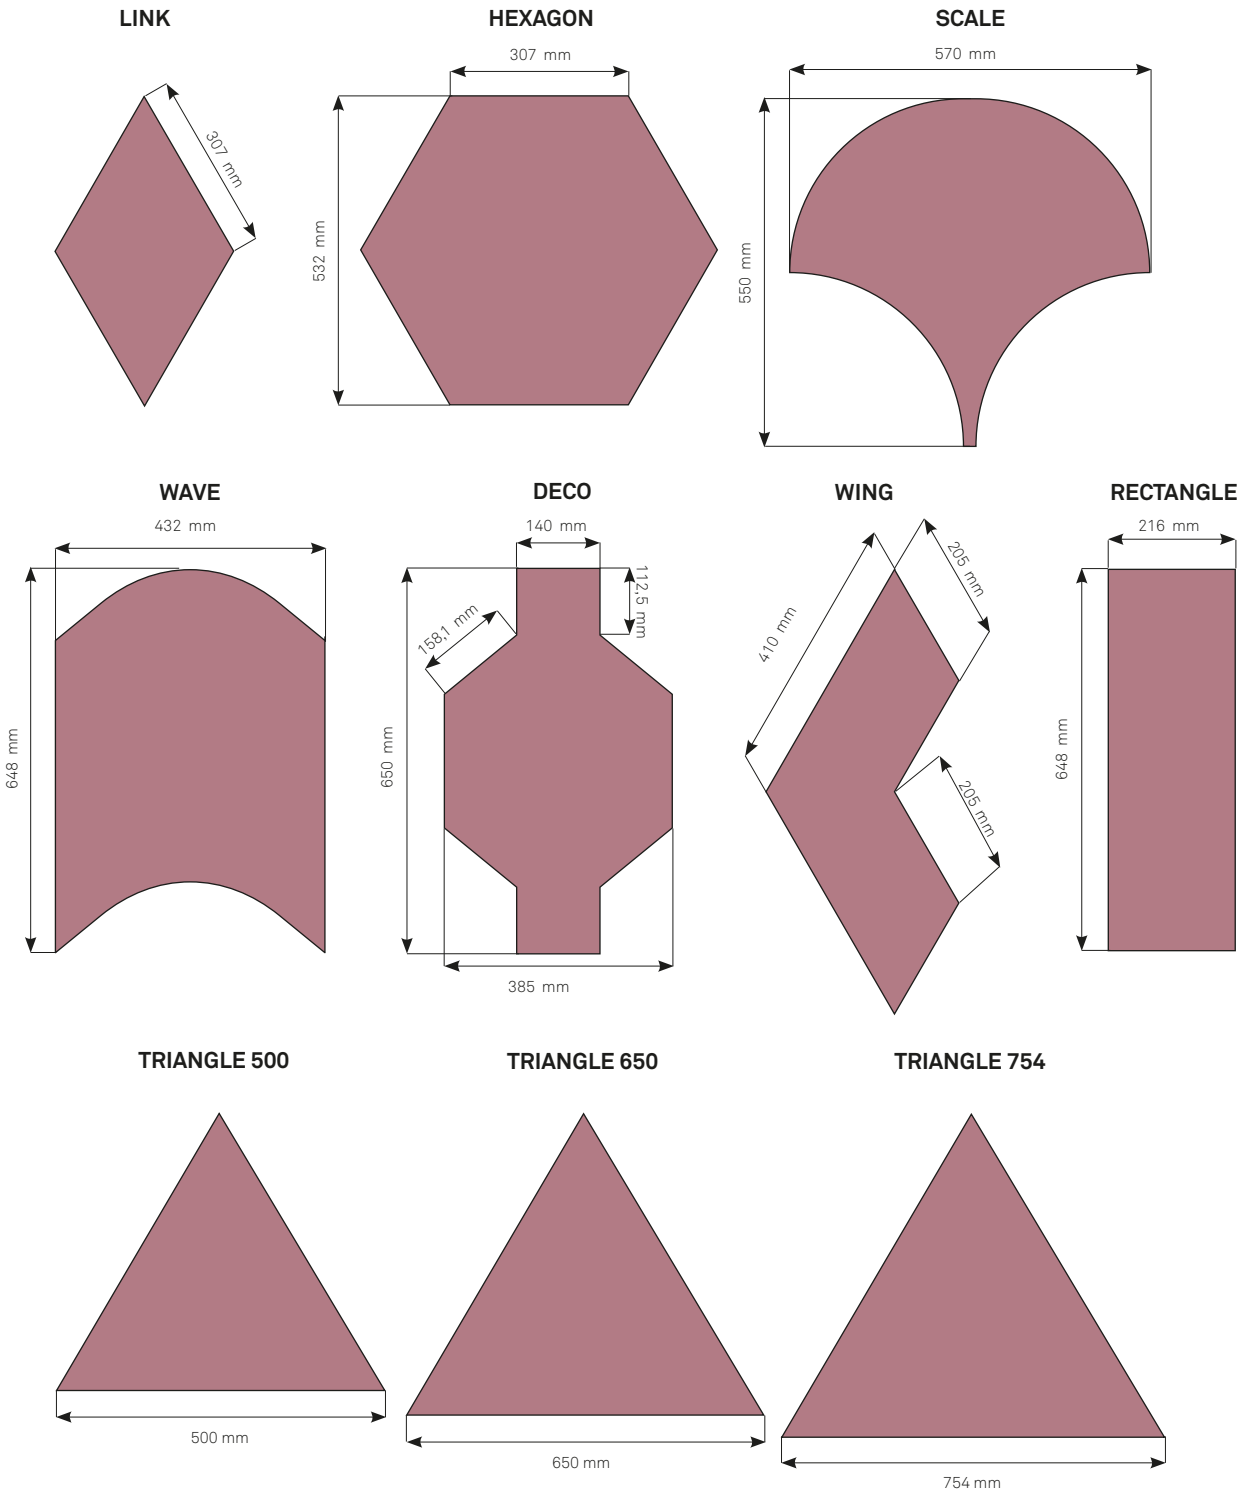 LINK
HEXAGON
SCALE
307 mm
570 mm
307 mm
532 mm
550 mm
WAVE
DECO
WING
RECTANGLE
432 mm
140 mm
216 mm
112,5 mm
205 mm
158,1 mm
410 mm
648 mm
650 mm
648 mm
205 mm
385 mm
TRIANGLE 500
TRIANGLE 650
TRIANGLE 754
500 mm
650 mm
754 mm